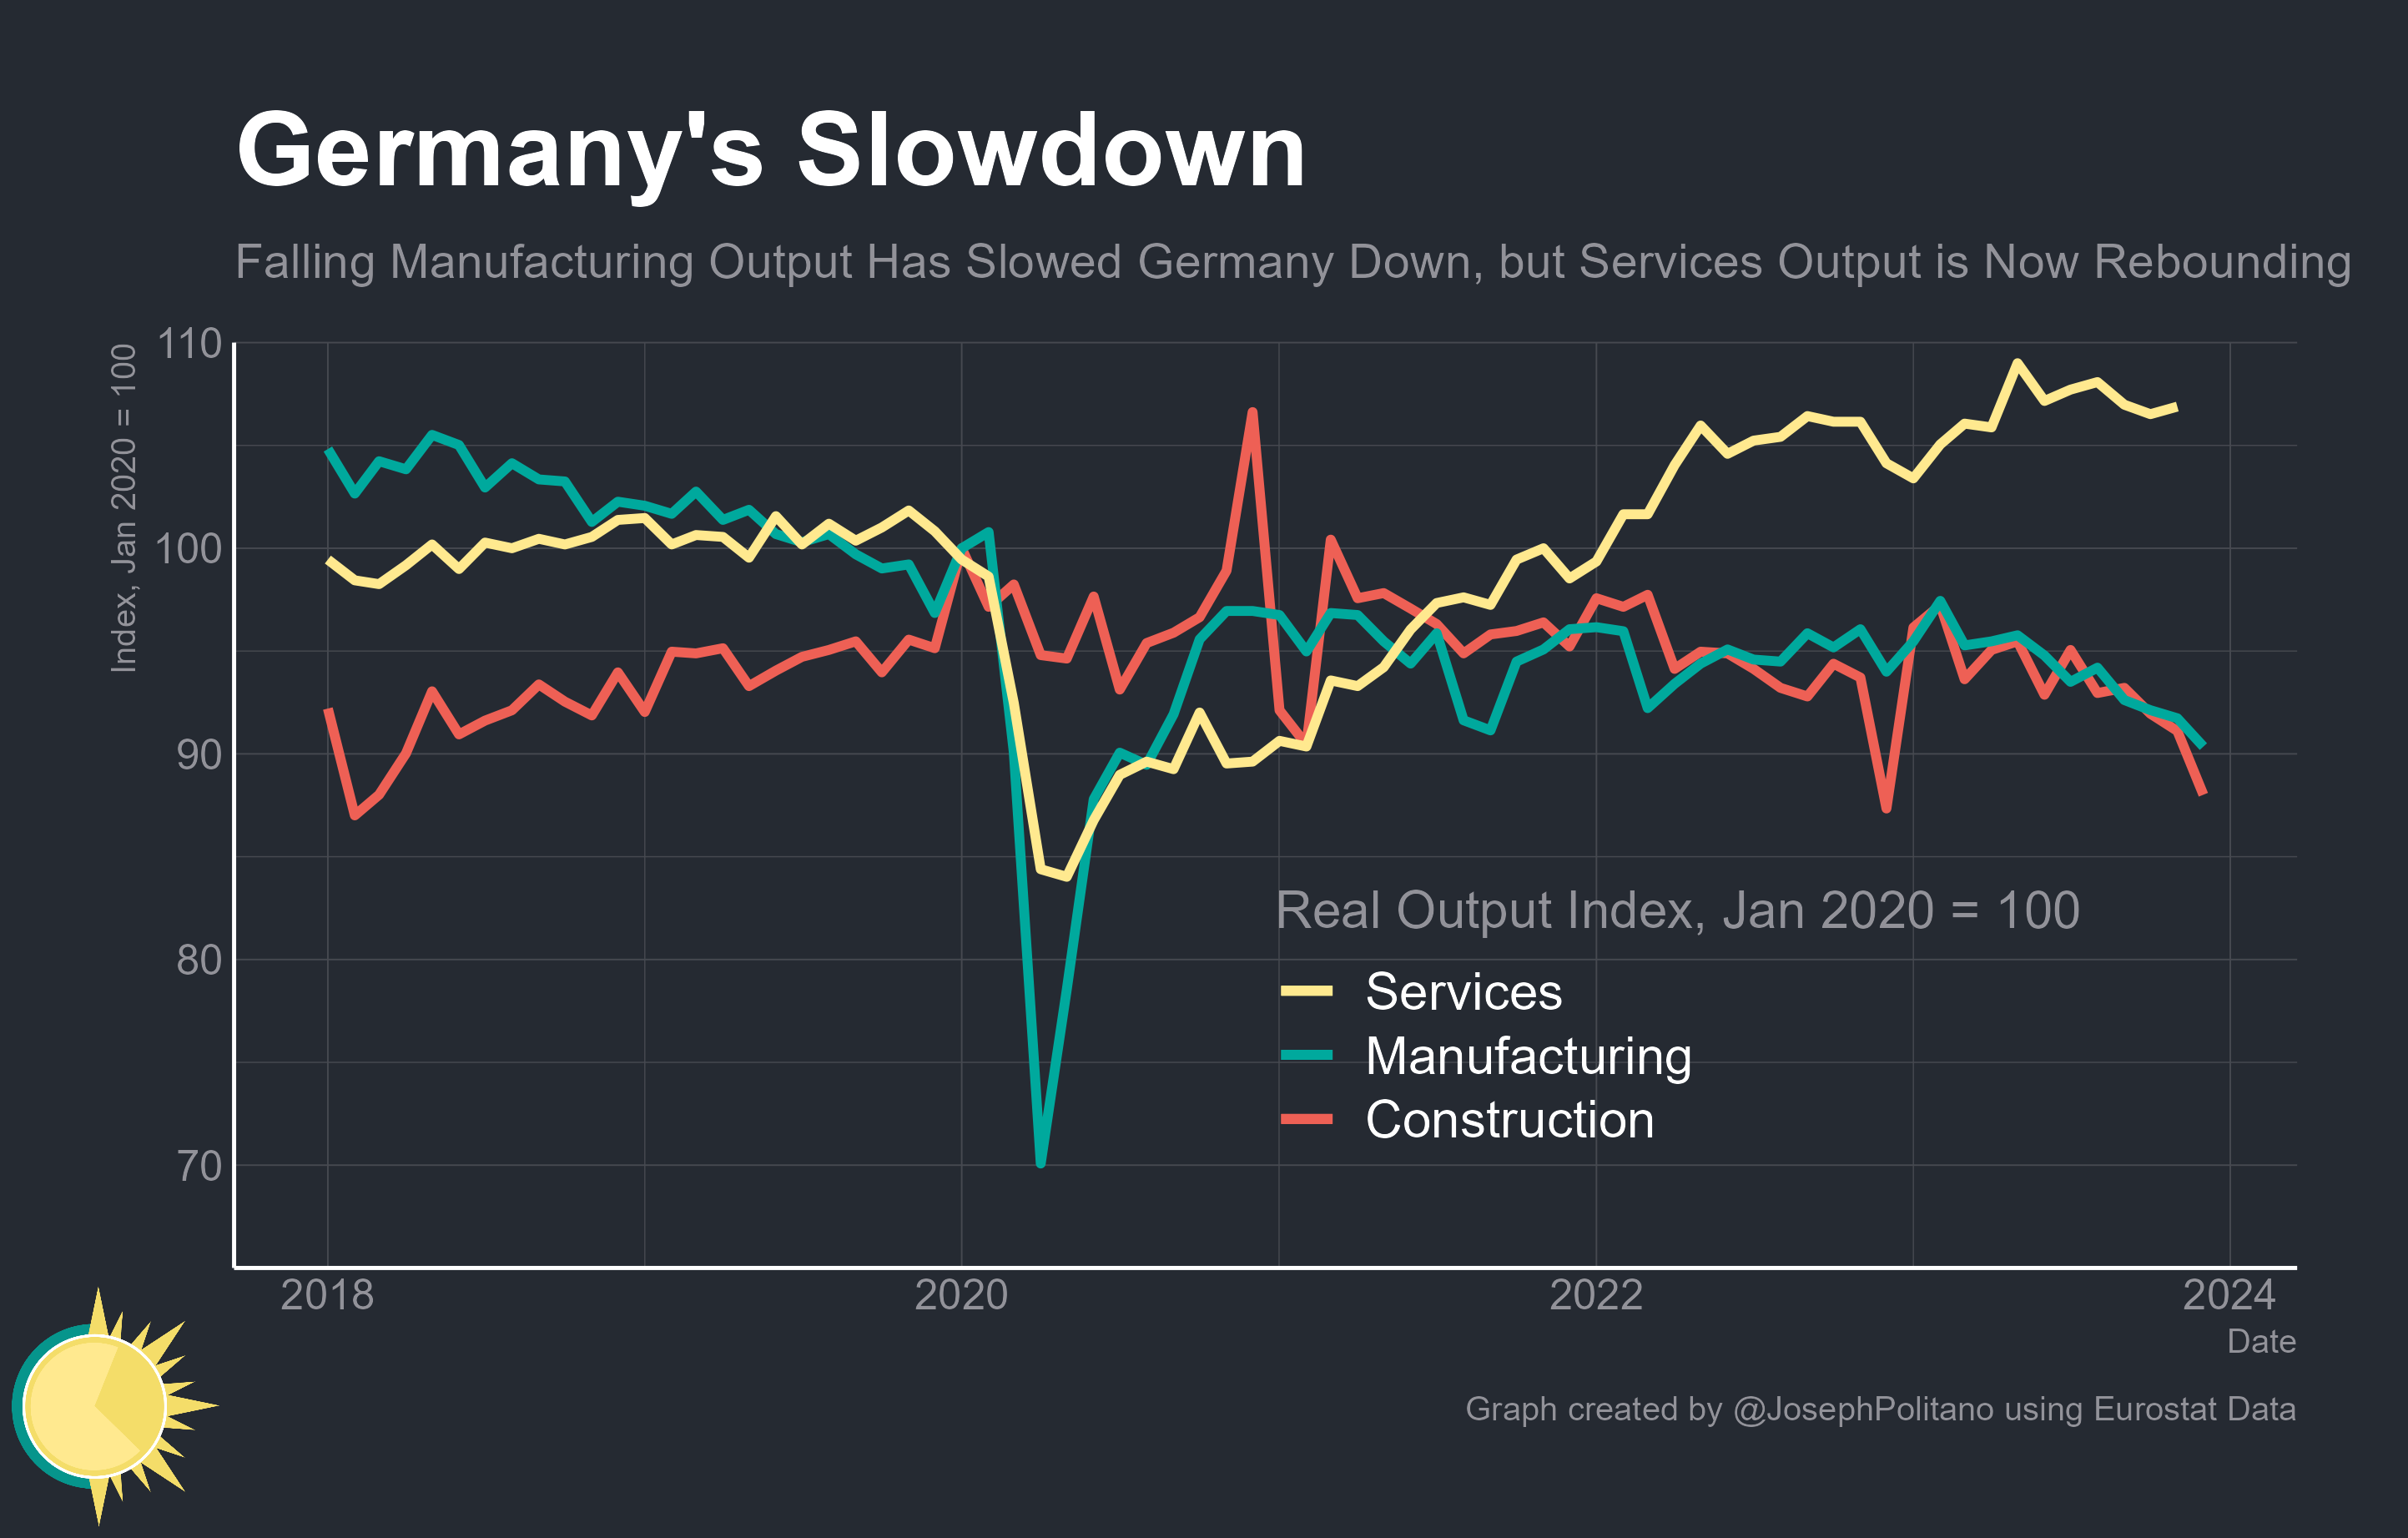 Germany's Slowdown
Falling Manufacturing Output Has Slowed Germany Down, but Services Output is Now Rebounding
Index, Jan 2020 = 100
110
100
90
80
70
Real Output Index, Jan 2020 = 100
Services
Manufacturing
Construction
2018 2020 2022 2024
Date
Graph created by @JosephPolitano using Eurostat Data